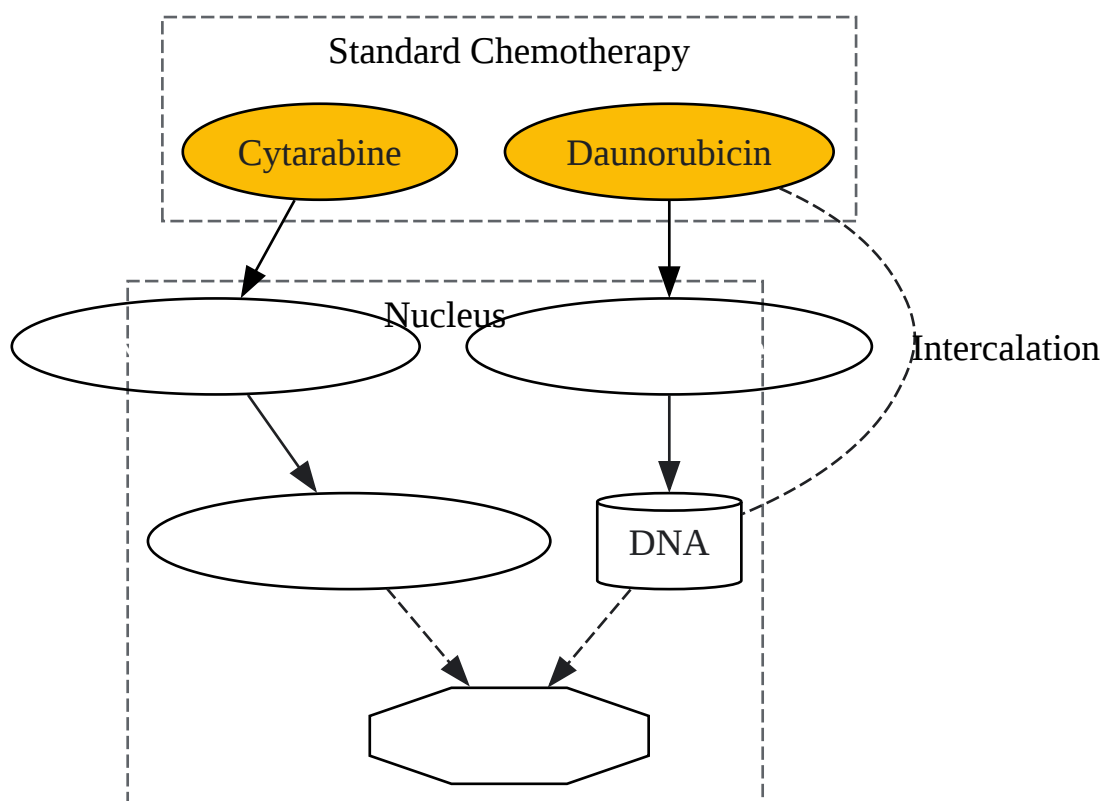 Standard Chemotherapy
Cytarabine
Daunorubicin
Nucleus
Intercalation
DNA